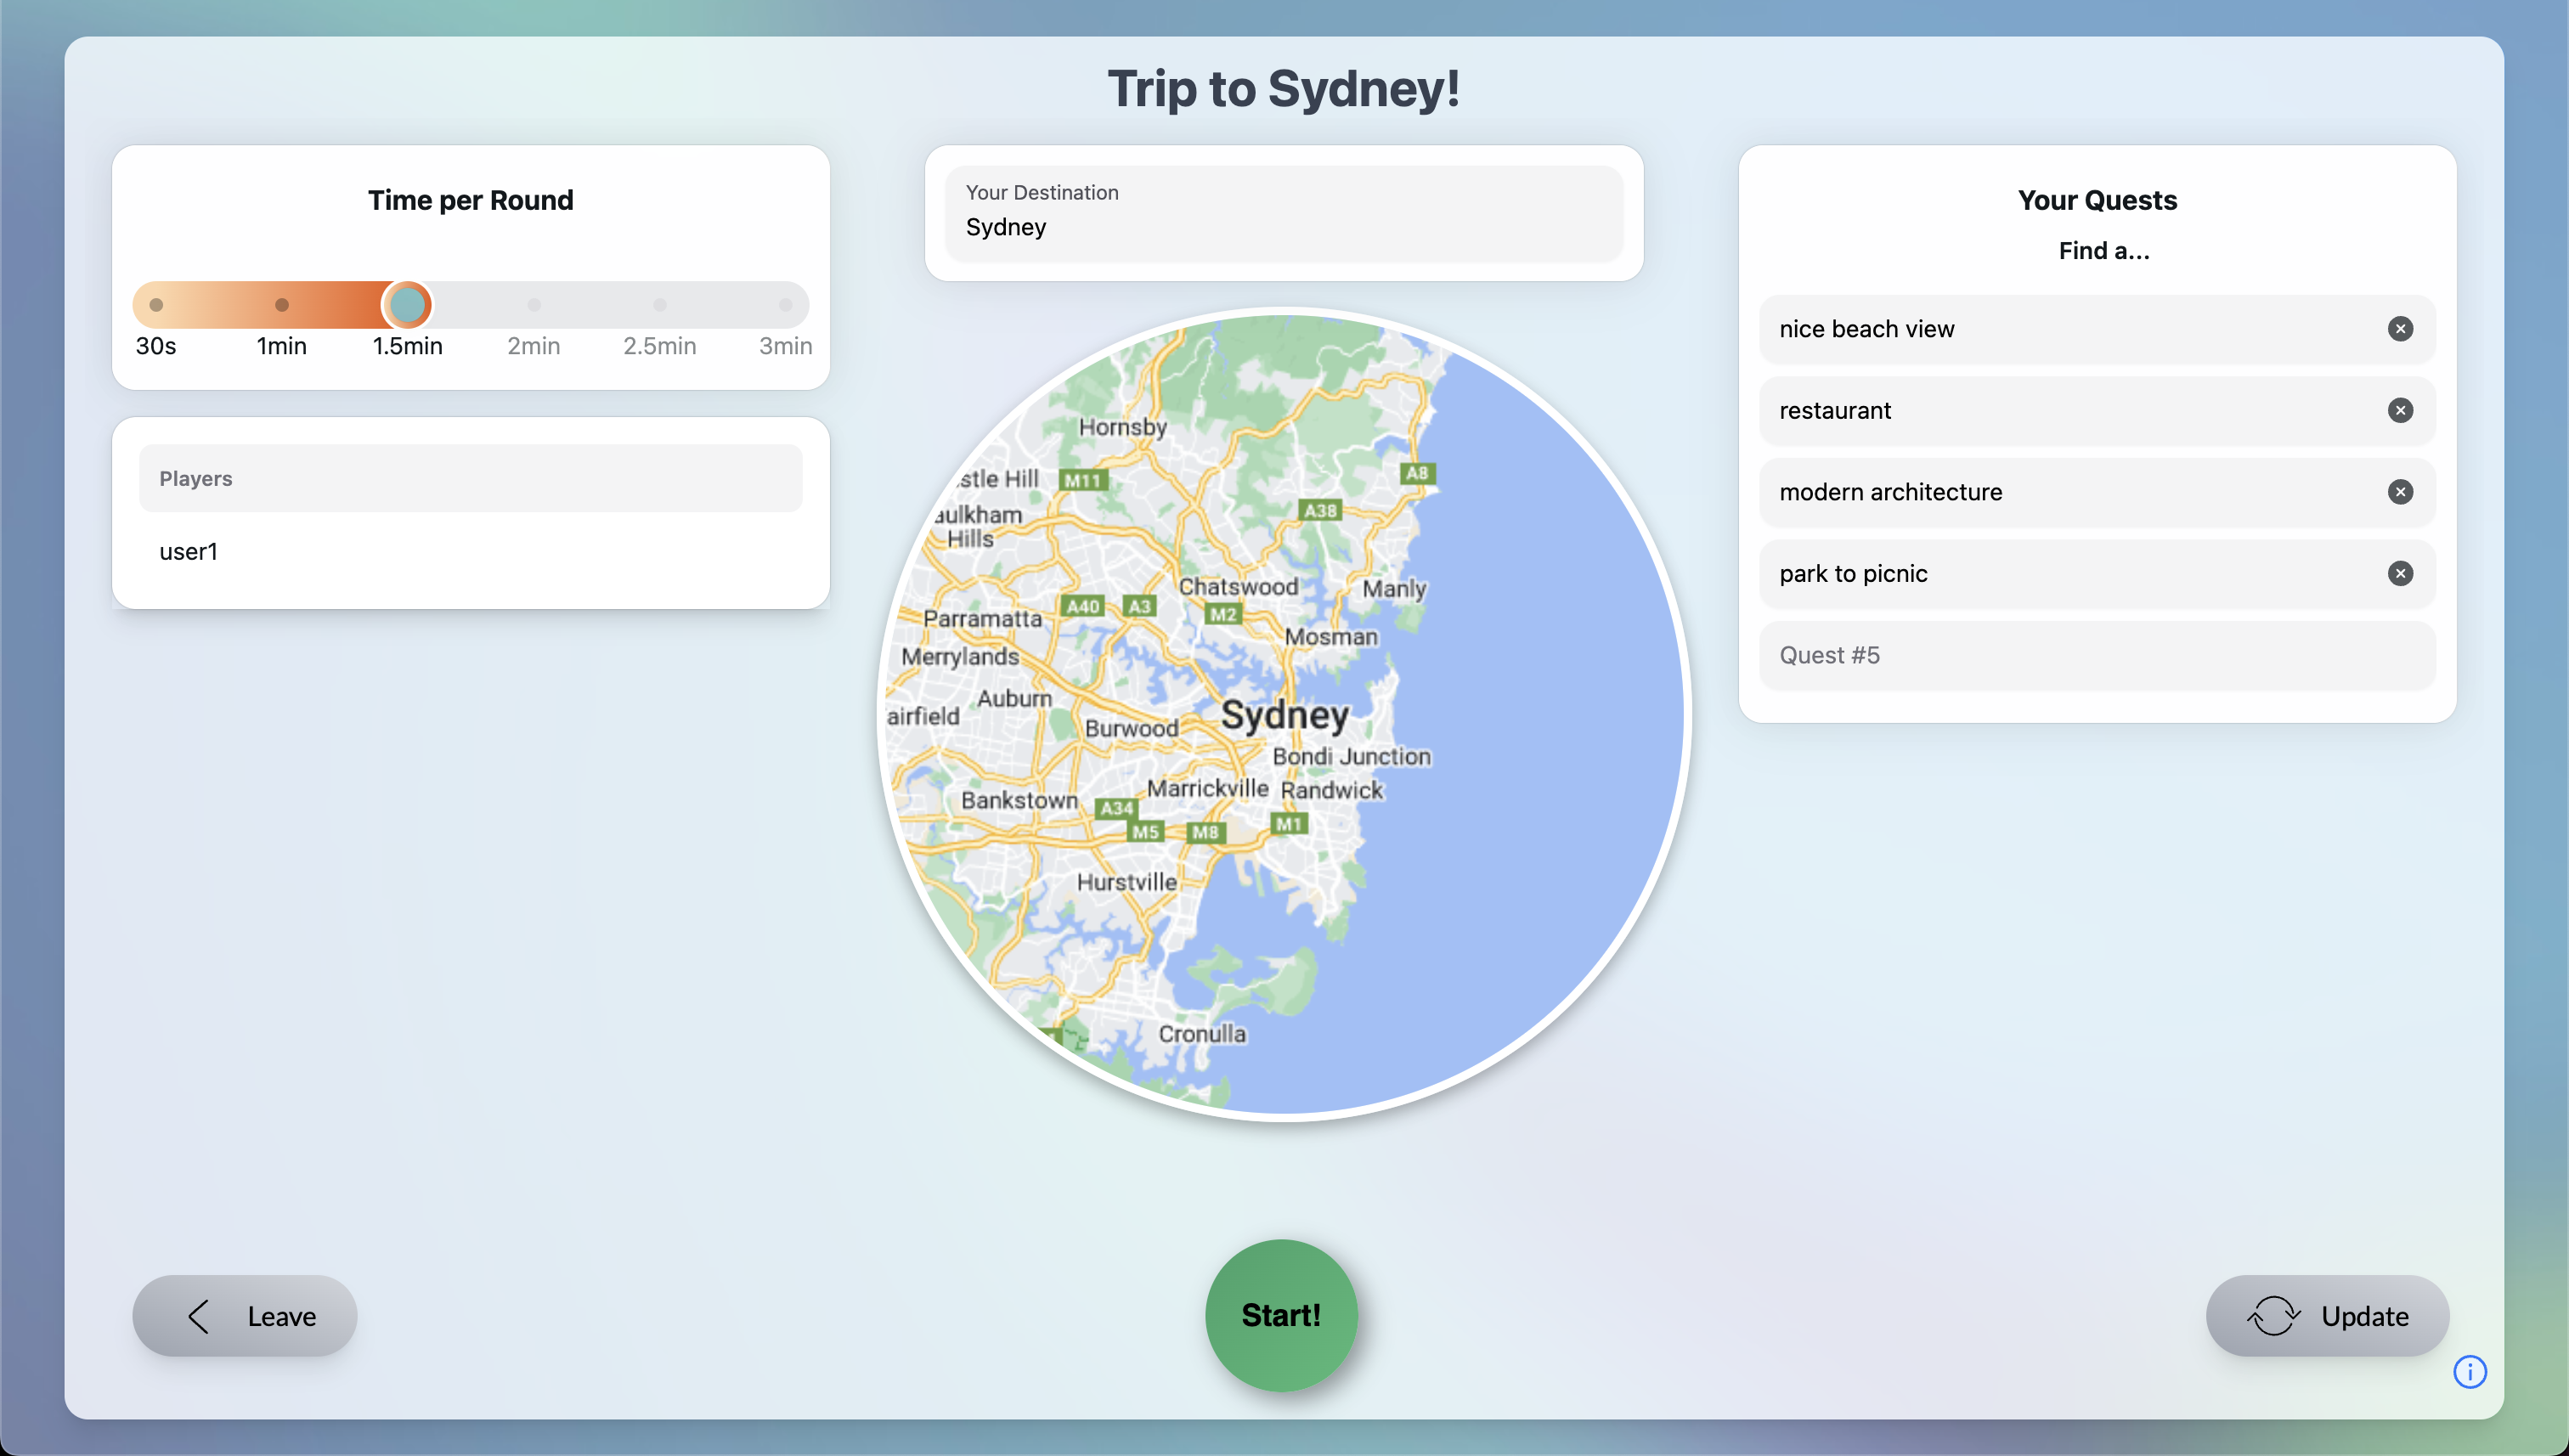 Trip to Sydney!
Time per Round
30s 1min 1.5min 2min 2.5min 3min
Players
user1
Your Destination
Sydney
Hornsby
stle Hill
M11
A8
aulkham
Hills
A38
Chatswood
Manly
A40
A3
M2
Parramatta
Mosman
Merrylands
Auburn
airfield
Sydney
Burwood
Bondi Junction
Marrickville
Randwick
Bankstown
A34
M5
M8
M1
Hurstville
Cronulla
Your Quests
Find a...
nice beach view
restaurant
modern architecture
park to picnic
Quest #5
Leave
Start!
Update